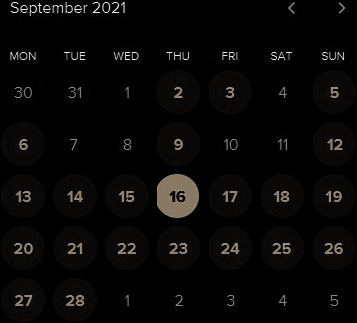 September 2021
MON TUE WED THU FRI SAT SUN
30 31 1 2 3 4 5
6 7 8 9 10 11 12
13 14 15 16 17 18 19
20 21 22 23 24 25 26
27 28 1 2 3 4 5